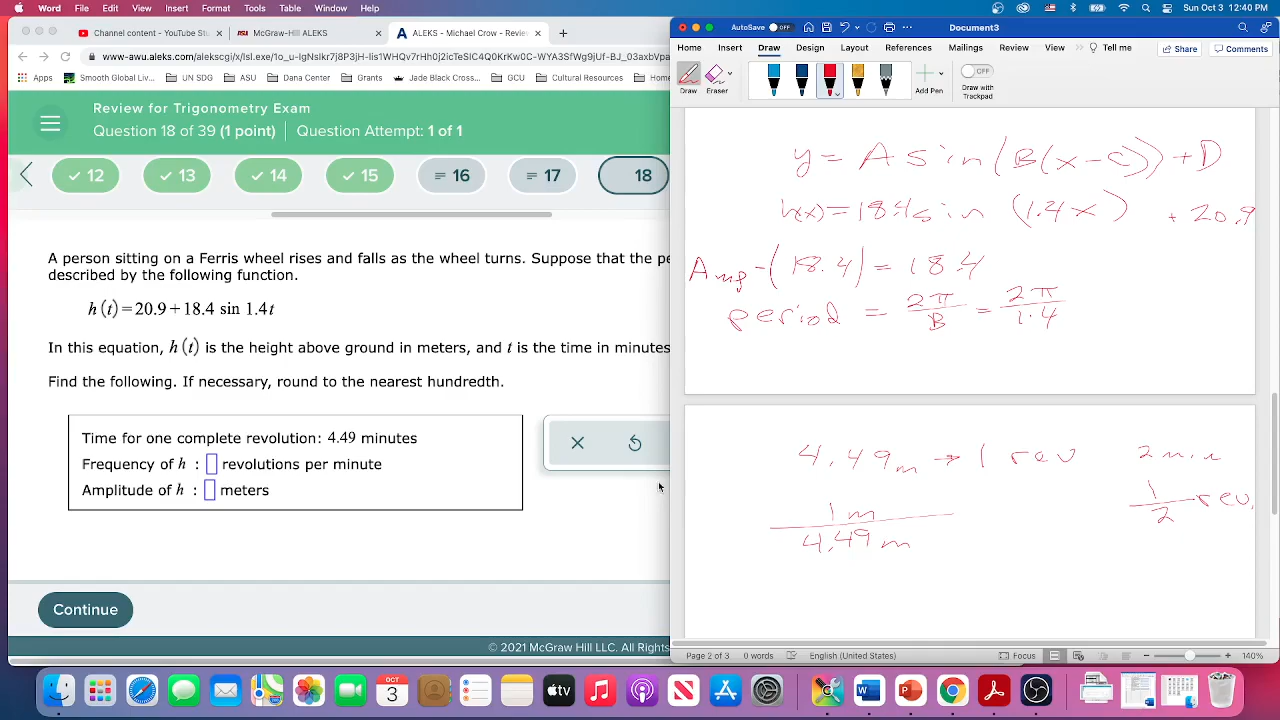 Word File Edit View Insert Format Tools Table Window Help Sun Oct 3 12:40 PM
Channel content - YouTube Stu × McGraw-Hill ALEKS × ALEKS - Michael Crow - Revie × +
Apps Smooth Global Livi... UN SDG ASU Edna Center Grants Jade Black Crosse... GCU Cultural Resources Home
Review for Trigonometry Exam
Question 18 of 39 (1 point) | Question Attempt: 1 of 1
12 13 14 15 16 17 18
A person sitting on a Ferris wheel rises and falls as the wheel turns. Suppose that the pe
described by the following function.
h(t)=20.9+18.4 sin 1.4t
In this equation, h(t) is the height above ground in meters, and t is the time in minutes
Find the following. If necessary, round to the nearest hundredth.
Time for one complete revolution: 4.49 minutes
Frequency of h : revolutions per minute
Amplitude of h : meters
Continue
© 2021 McGraw Hill LLC. All Rights
AutoSave OFF Document3
Home Insert Draw Design Layout References Mailings Review View Tell me Share Comments
Draw Eraser Add Pen OFF Draw with Trackpad
y = A sin(B(x-C))+D
h(x)=18.4 sin (1.4x) + 20.9
Amp = |18.4| = 18.4
period = 2π/B = 2π/1.4
4.49m → 1 rev 2 min
1m/4.49m 1/2 rev.
Page 2 of 3 0 words English (United States) Focus 140%
OCT 3 tv